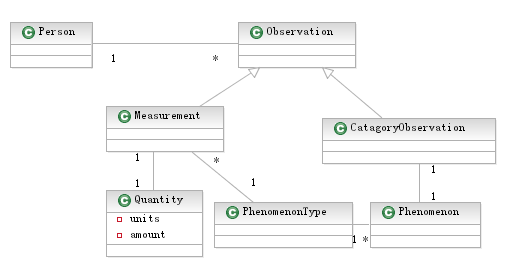 C Person
C Observation
1
*
C Measurement
C CatagoryObservation
1
*
1
1
1
1
C Quantity
units
amount
C PhenomenonType
C Phenomenon
1 *